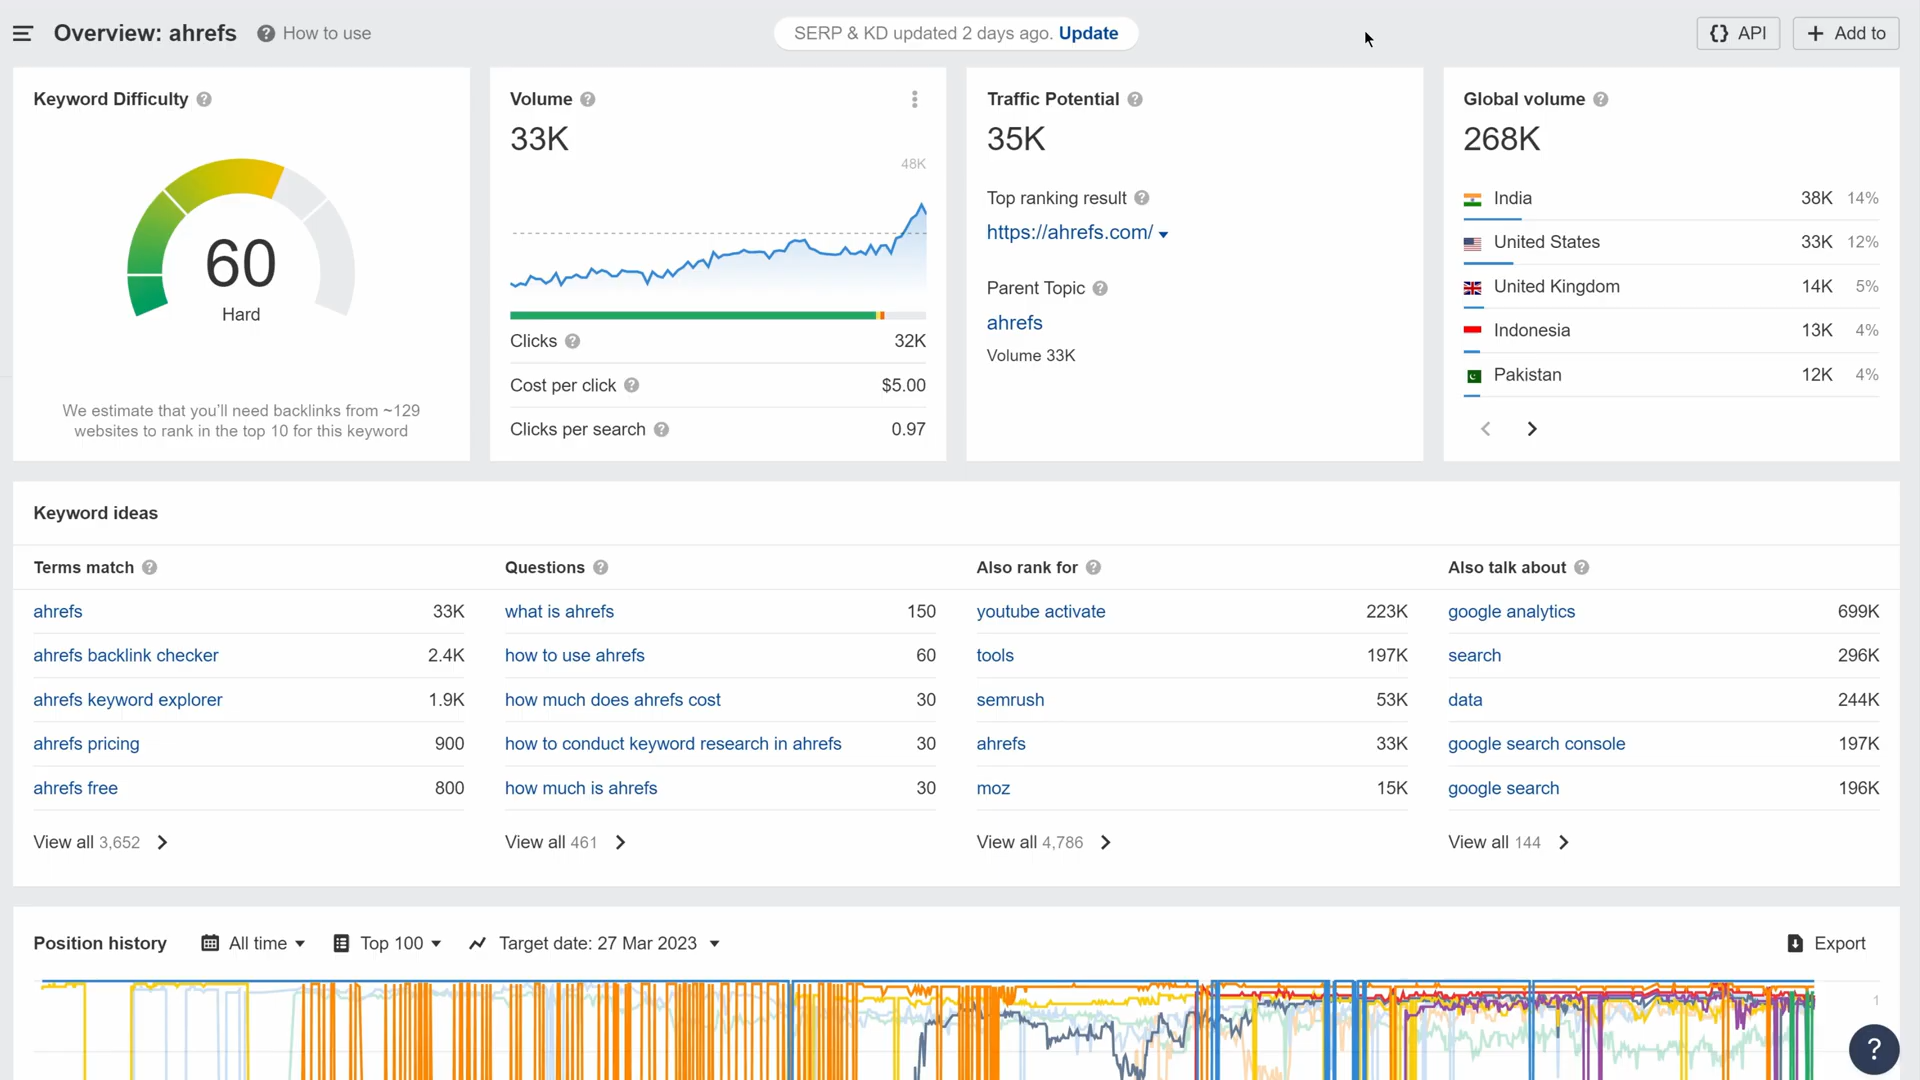 Overview: ahrefs
How to use
SERP & KD updated 2 days ago. Update
API
Add to
Keyword Difficulty
60
Hard
We estimate that you’ll need backlinks from ~129
websites to rank in the top 10 for this keyword
Volume
33K
48K
Clicks 32K
Cost per click $5.00
Clicks per search 0.97
Traffic Potential
35K
Top ranking result
https://ahrefs.com/
Parent Topic
ahrefs
Volume 33K
Global volume
268K
India 38K 14%
United States 33K 12%
United Kingdom 14K 5%
Indonesia 13K 4%
Pakistan 12K 4%
Keyword ideas
Terms match
ahrefs 33K
ahrefs backlink checker 2.4K
ahrefs keyword explorer 1.9K
ahrefs pricing 900
ahrefs free 800
View all 3,652
Questions
what is ahrefs 150
how to use ahrefs 60
how much does ahrefs cost 30
how to conduct keyword research in ahrefs 30
how much is ahrefs 30
View all 461
Also rank for
youtube activate 223K
tools 197K
semrush 53K
ahrefs 33K
moz 15K
View all 4,786
Also talk about
google analytics 699K
search 296K
data 244K
google search console 197K
google search 196K
View all 144
Position history
All time
Top 100
Target date: 27 Mar 2023
Export
1
?